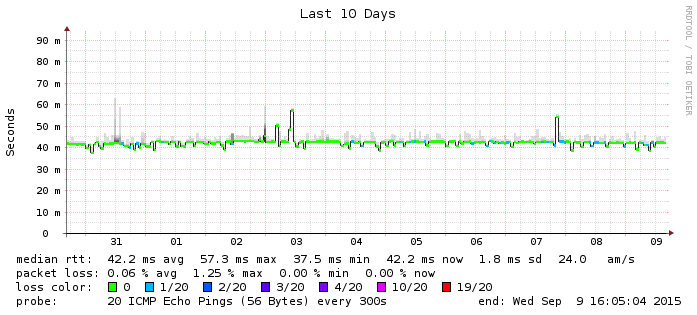 Last 10 Days
RRDTOOL / TOBI OETIKER
Seconds
90 m
80 m
70 m
60 m
50 m
40 m
30 m
20 m
10 m
0
31 01 02 03 04 05 06 07 08 09
median rtt: 42.2 ms avg 57.3 ms max 37.5 ms min 42.2 ms now 1.8 ms sd 24.0 am/s
packet loss: 0.06 % avg 1.25 % max 0.00 % min 0.00 % now
loss color: 0 1/20 2/20 3/20 4/20 10/20 19/20
probe: 20 ICMP Echo Pings (56 Bytes) every 300s end: Wed Sep 9 16:05:04 2015